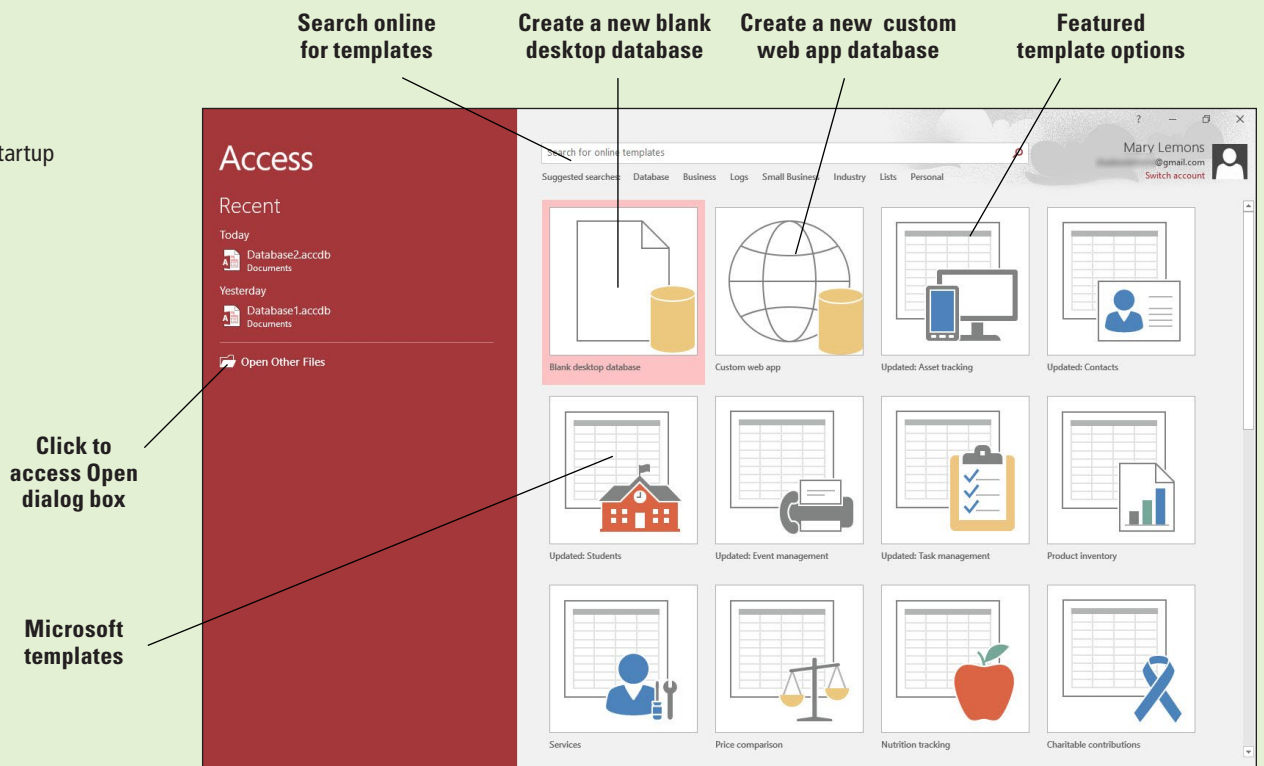 Search online
for templates
Create a new blank
desktop database
Create a new custom
web app database
Featured
template options
tartup
Click to
access Open
dialog box
Microsoft
templates
Access
Recent
Today
Database2.accdb
Documents
Yesterday
Database1.accdb
Documents
Open Other Files
Search for online templates
Suggested searches: Database Business Logs Small Business Industry Lists Personal
?
Mary Lemons
@gmail.com
Switch account
Blank desktop database
Custom web app
Updated: Asset tracking
Updated: Contacts
Updated: Students
Updated: Event management
Updated: Task management
Product inventory
Services
Price comparison
Nutrition tracking
Charitable contributions